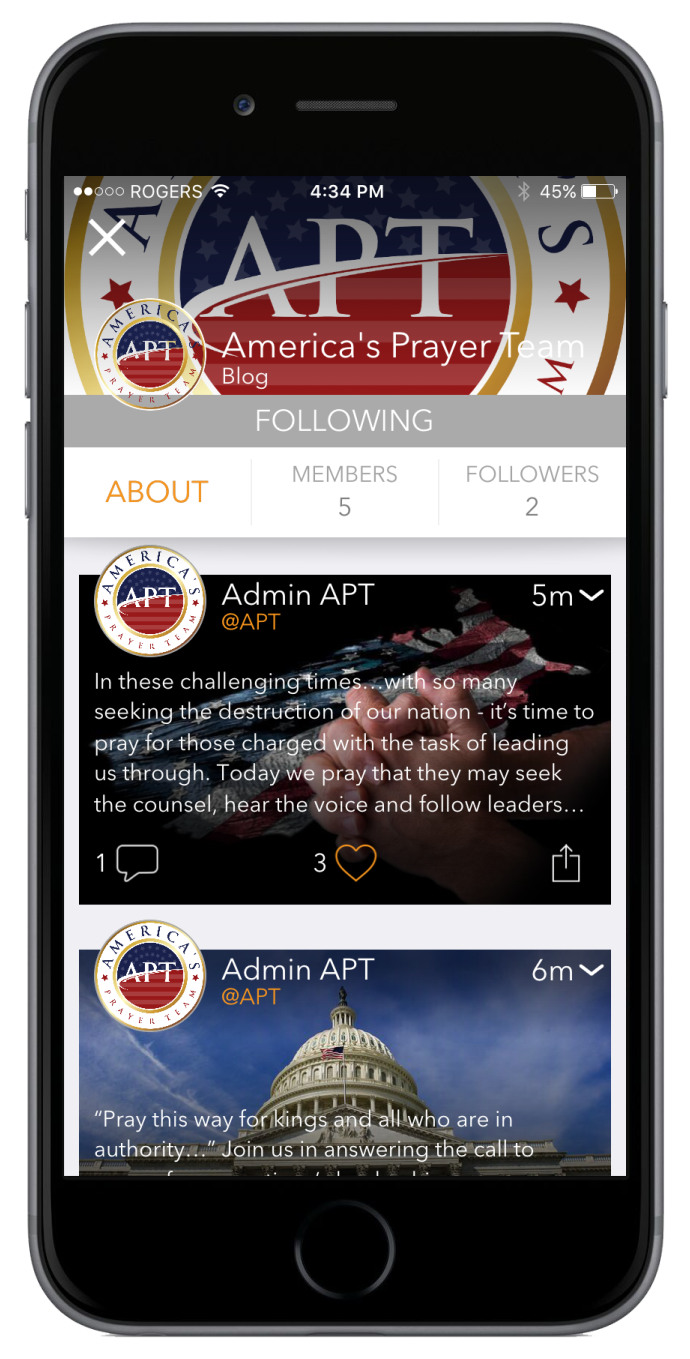 ROGERS 4:34 PM 45%
A APT S
AMERICA'S APT PRAYER TEAM
America's Prayer Team
M
Blog
FOLLOWING
ABOUT
MEMBERS
5
FOLLOWERS
2
AMERICA'S APT PRAYER TEAM
Admin APT 5m
@APT
In these challenging times...with so many
seeking the destruction of our nation - it’s time to
pray for those charged with the task of leading
us through. Today we pray that they may seek
the counsel, hear the voice and follow leaders...
1 3
AMERICA'S APT PRAYER TEAM
Admin APT 6m
@APT
“Pray this way for kings and all who are in
authority...” Join us in answering the call to